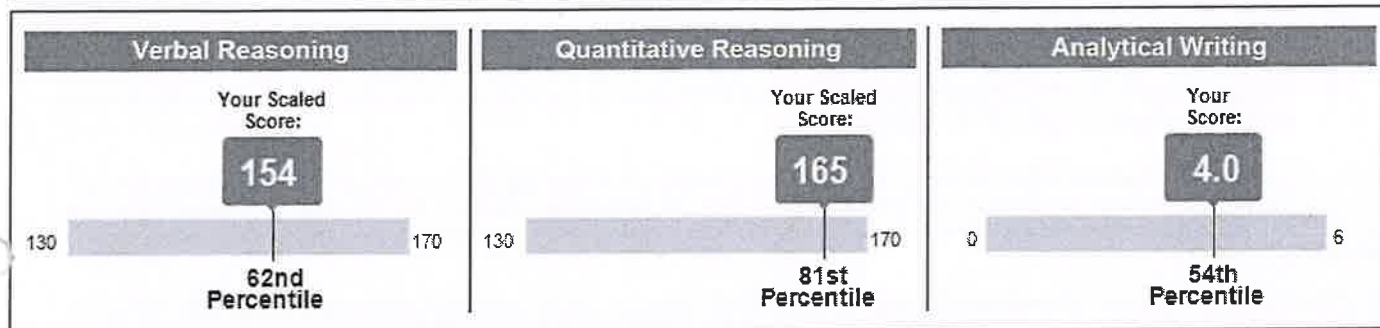 Verbal Reasoning
Your Scaled
Score:
154
130
170
62nd
Percentile
Quantitative Reasoning
Your Scaled
Score:
165
130
170
81st
Percentile
Analytical Writing
Your
Score:
4.0
0
6
54th
Percentile